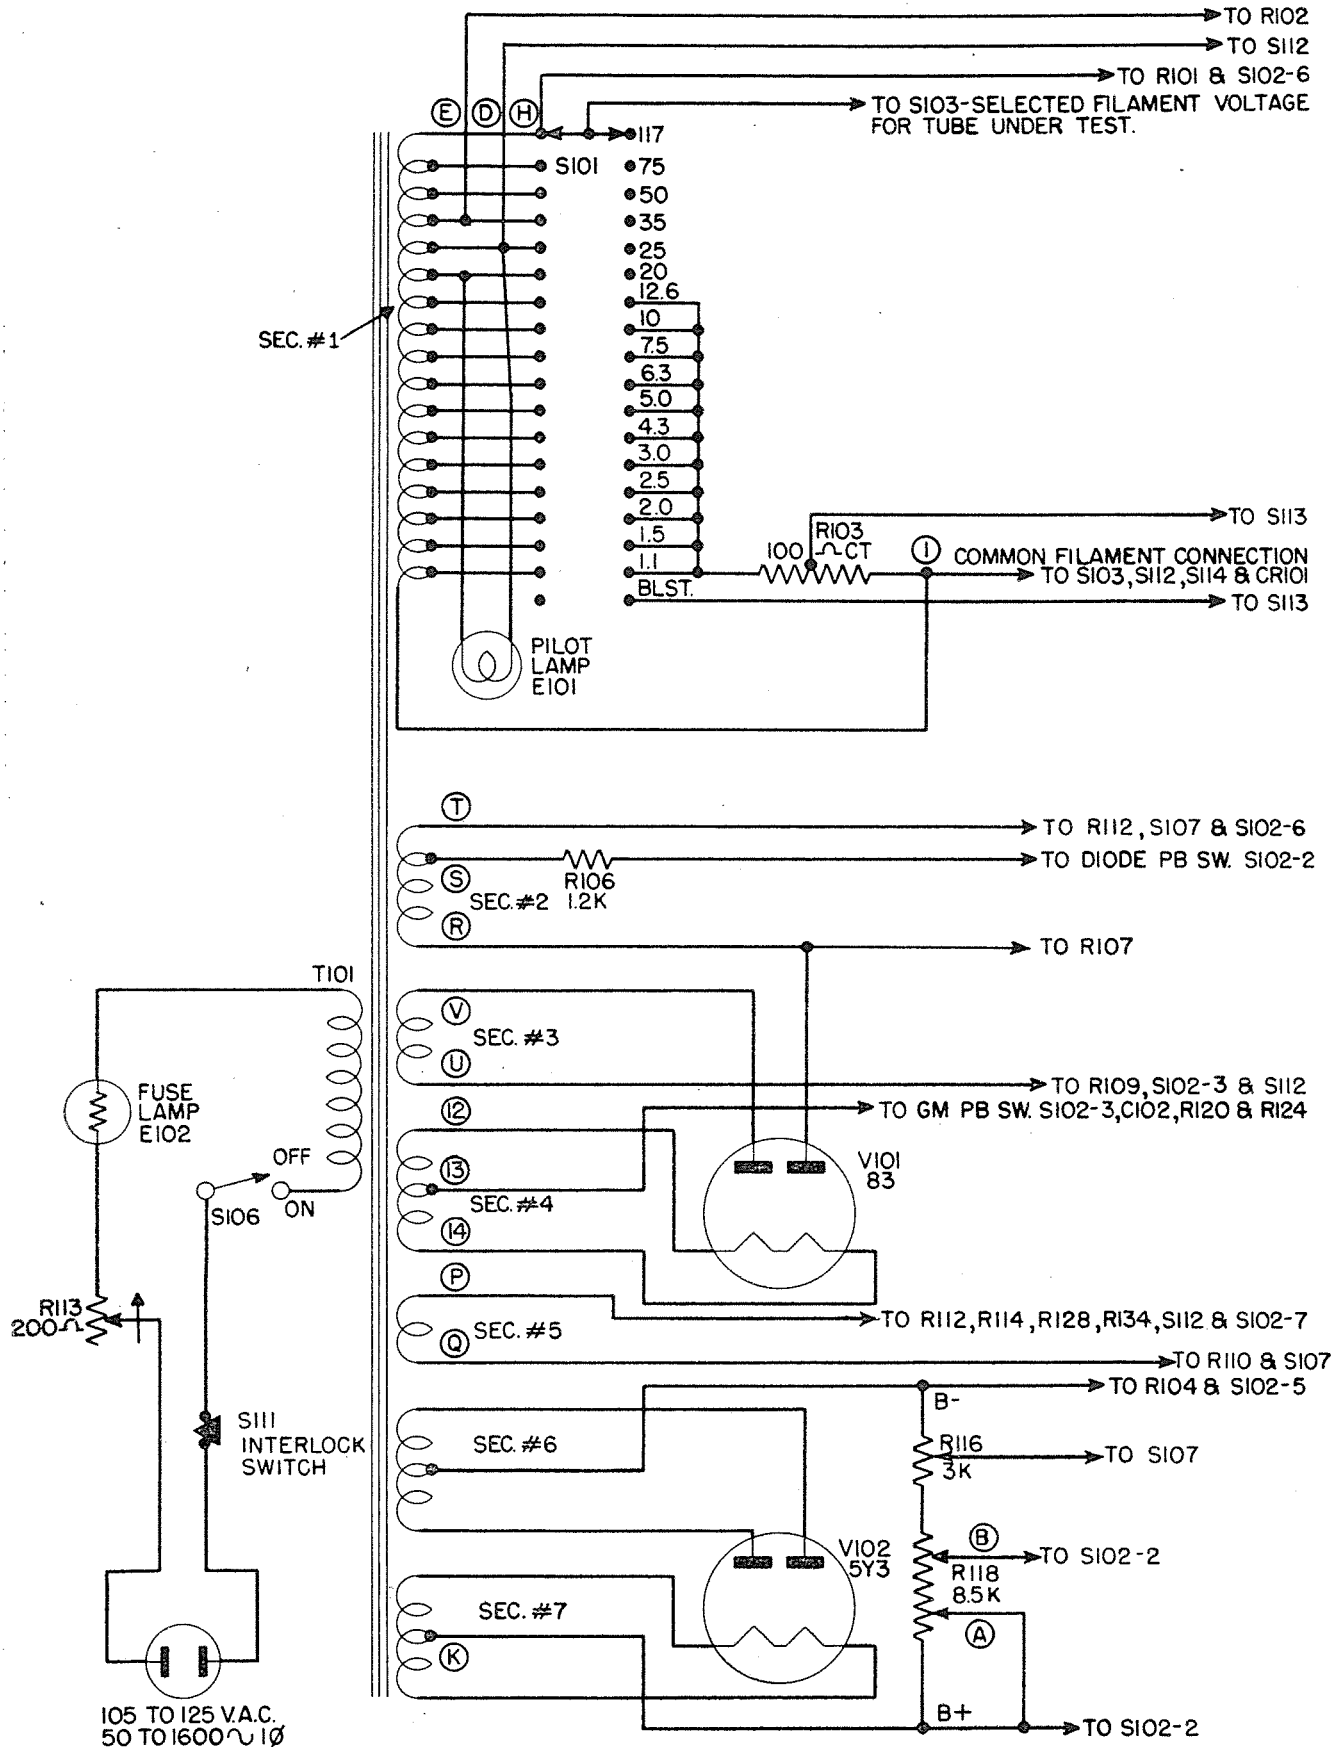 TO R102
TO S112
TO R101 & S102-6
E D H
TO S103-SELECTED FILAMENT VOLTAGE
FOR TUBE UNDER TEST.
117
S101
75
50
35
25
20
12.6
10
SEC. #1
7.5
6.3
5.0
4.3
3.0
2.5
2.0
TO S113
1.5
R103
100 Ω CT
1
COMMON FILAMENT CONNECTION
1.1
TO S103, S112, S114 & CR101
BLST.
TO S113
PILOT
LAMP
E101
T
TO R112, S107 & S102-6
TO DIODE PB SW. S102-2
S
R106
SEC. #2 1.2K
R
TO R107
T101
V
SEC. #3
U
TO R109, S102-3 & S112
FUSE
LAMP
E102
12
TO GM PB SW. S102-3, C102, R120 & R124
OFF
13
V101
83
ON
SEC. #4
S106
14
P
R113
200 Ω
TO R112, R114, R128, R134, S112 & S102-7
SEC. #5
Q
TO R110 & S107
TO R104 & S102-5
B-
S111
INTERLOCK
SWITCH
SEC. #6
R116
3K
TO S107
V102
5Y3
B
TO S102-2
R118
8.5K
SEC. #7
A
K
105 TO 125 V.A.C.
50 TO 1600 ~ 1Ø
B+
TO S102-2